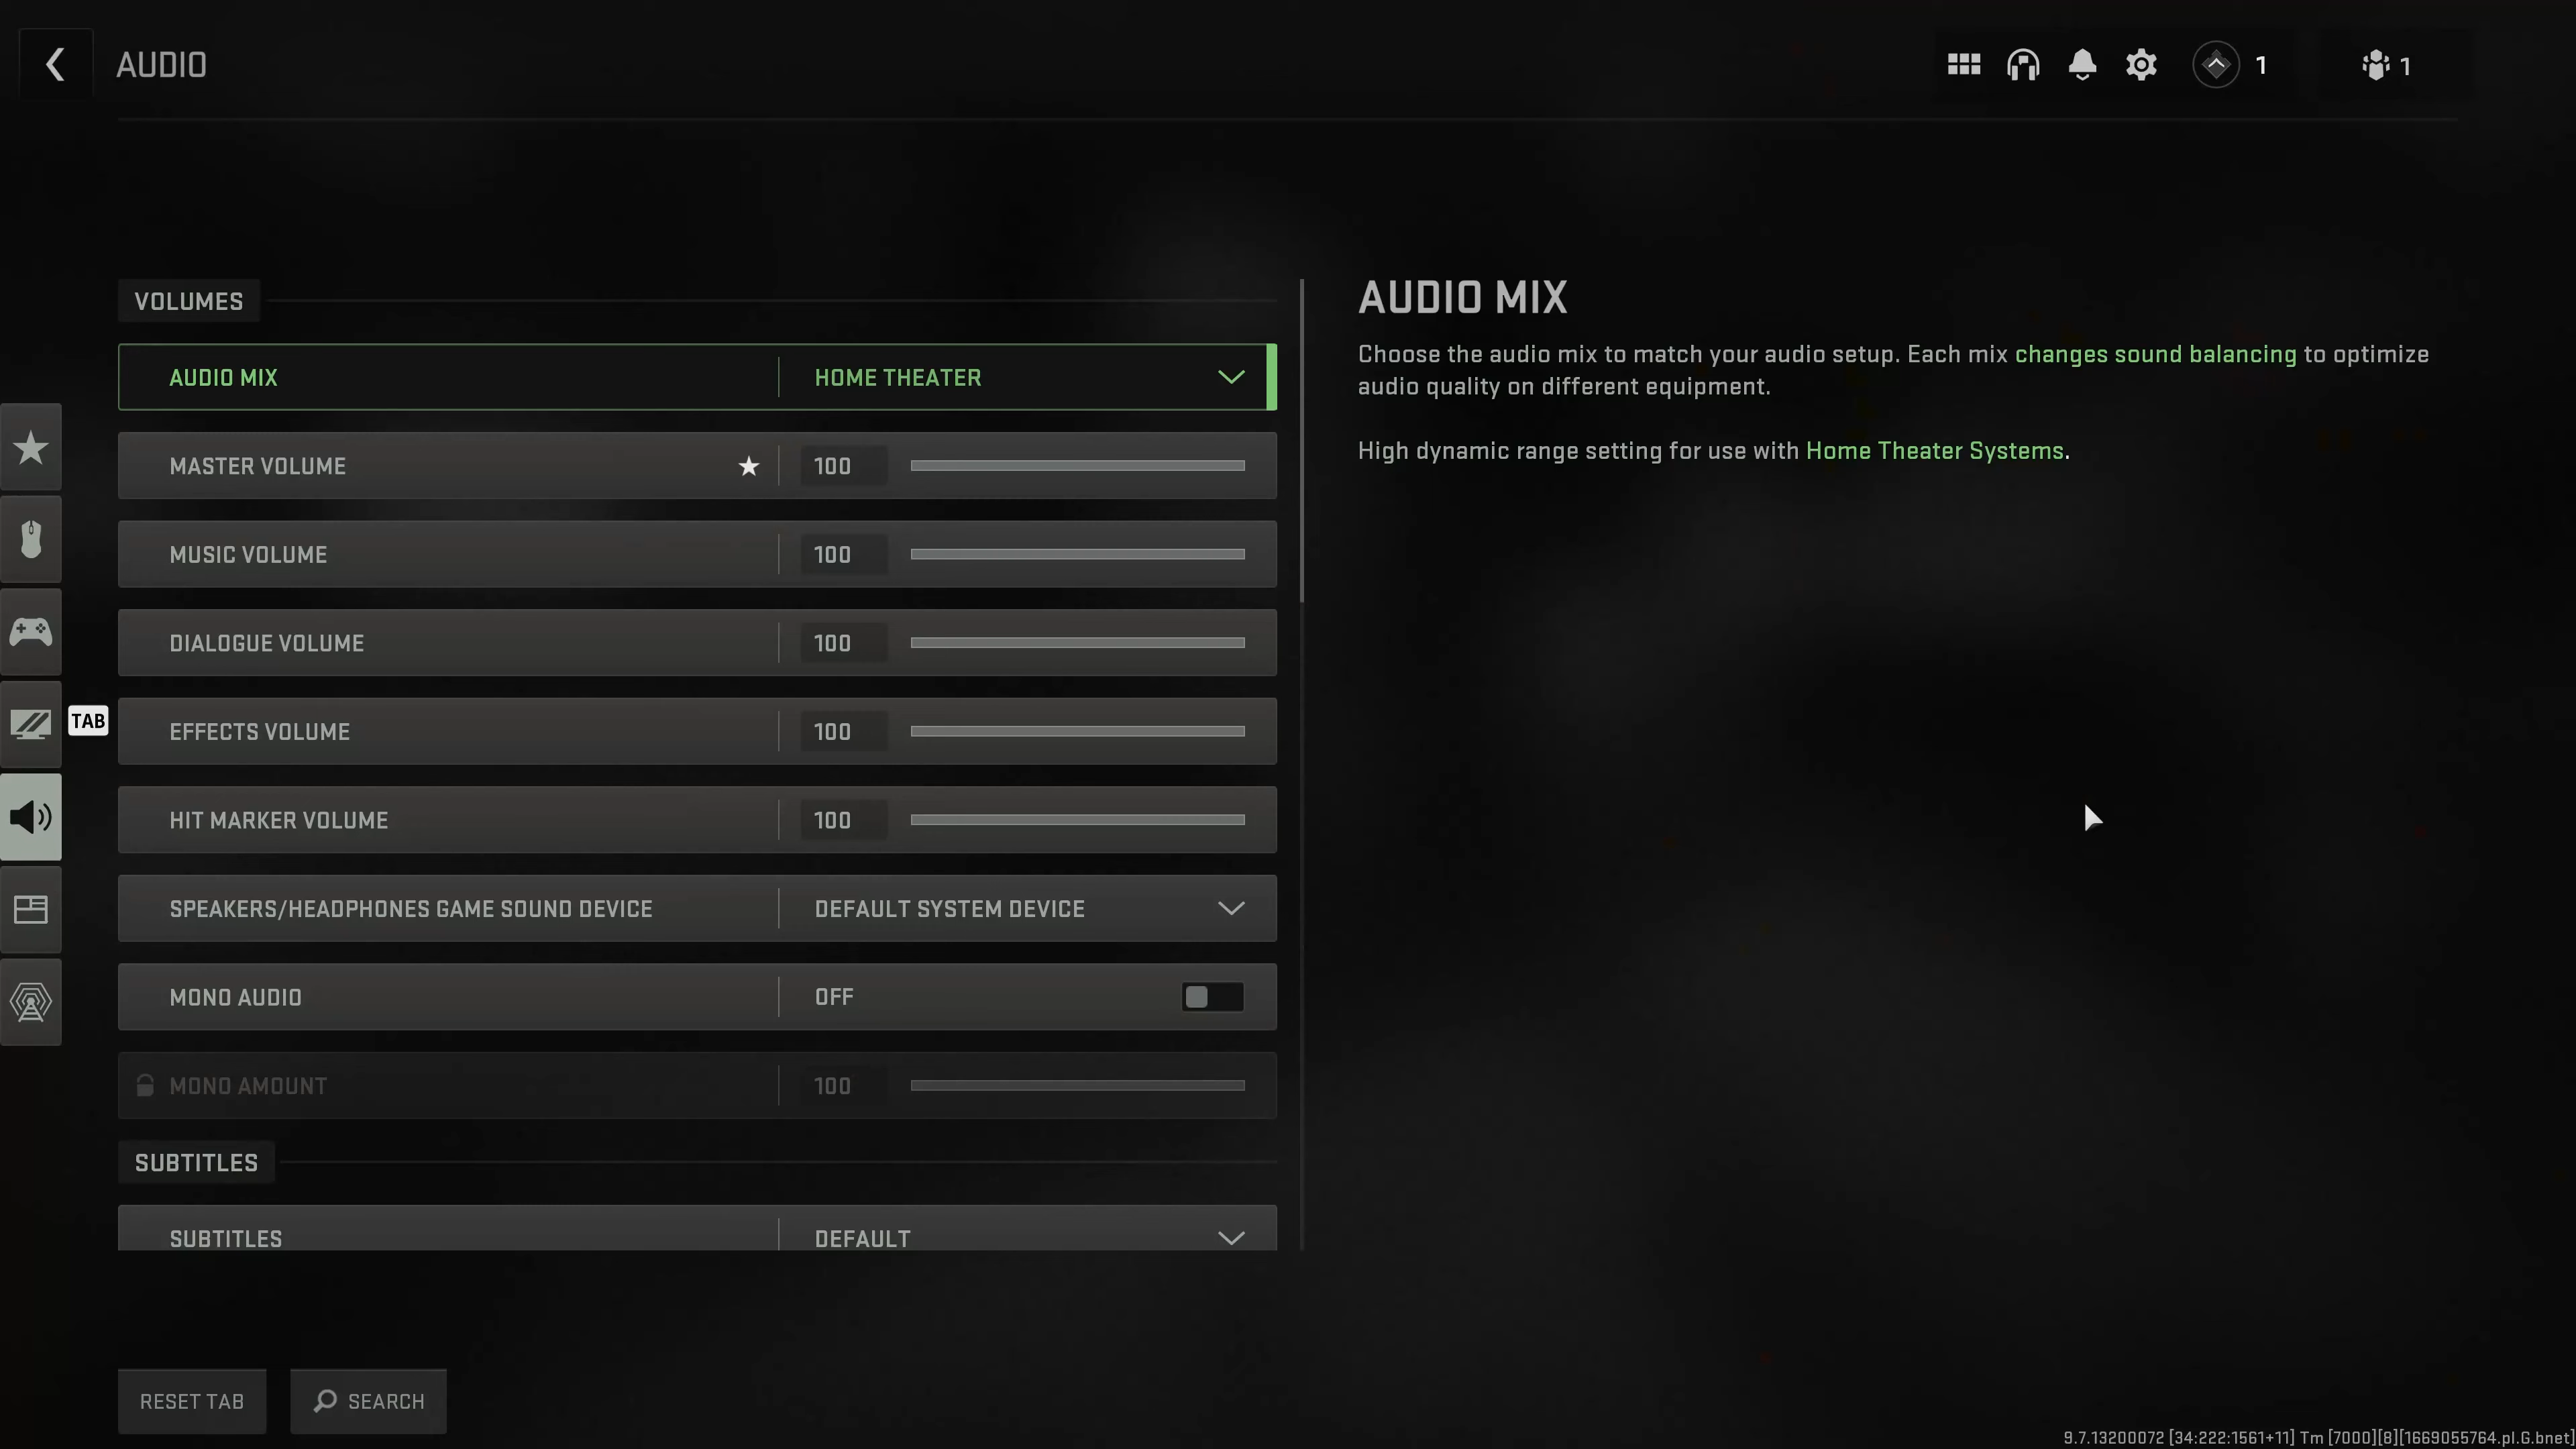 AUDIO
1
1
VOLUMES
AUDIO MIX
HOME THEATER
MASTER VOLUME
100
MUSIC VOLUME
100
DIALOGUE VOLUME
100
TAB
EFFECTS VOLUME
100
HIT MARKER VOLUME
100
SPEAKERS/HEADPHONES GAME SOUND DEVICE
DEFAULT SYSTEM DEVICE
MONO AUDIO
OFF
MONO AMOUNT
100
SUBTITLES
SUBTITLES
DEFAULT
AUDIO MIX
Choose the audio mix to match your audio setup. Each mix changes sound balancing to optimize
audio quality on different equipment.
High dynamic range setting for use with Home Theater Systems.
RESET TAB
SEARCH
9.7.13200072 [34:222:1561+11] Tm [7000][8][1669055764.pl.G.bnet]